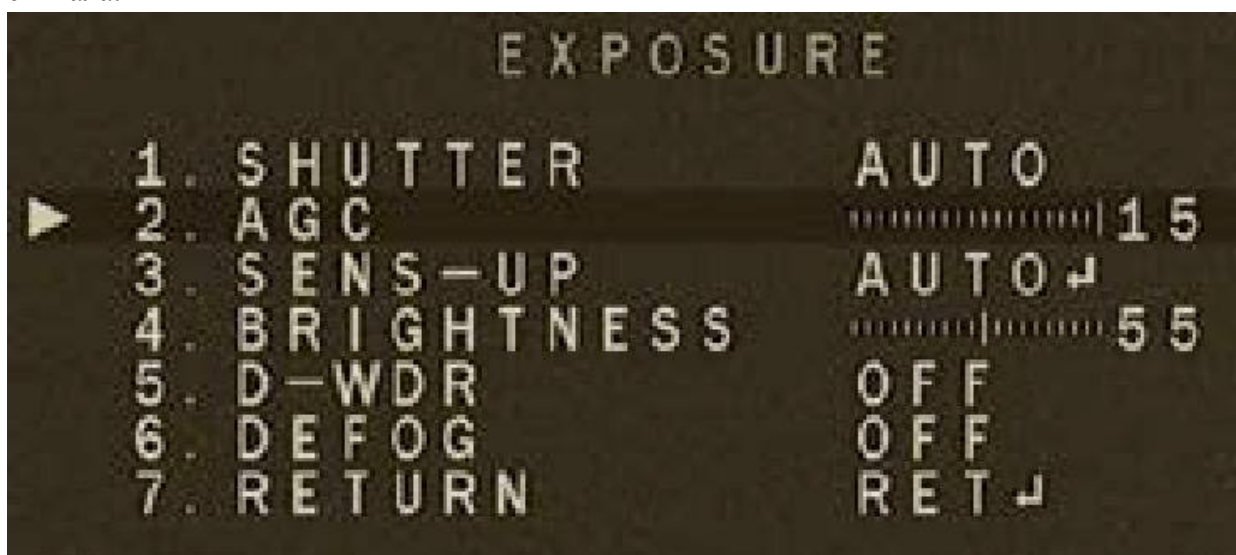 EXPOSURE
1. SHUTTER AUTO
2. AGC 15
3. SENS-UP AUTO↵
4. BRIGHTNESS 55
5. D-WDR OFF
6. DEFOG OFF
7. RETURN RET↵